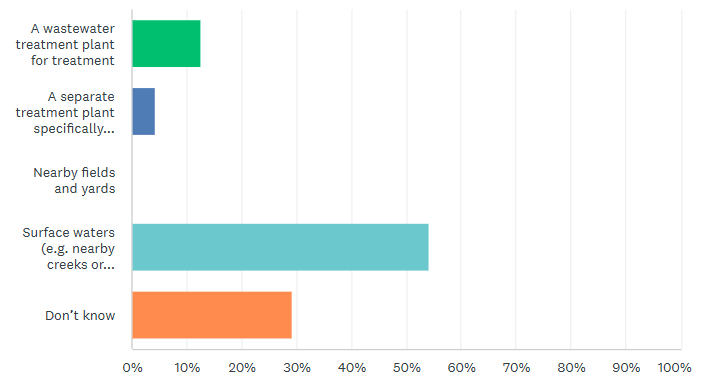 A wastewater
treatment plant
for treatment
A separate
treatment plant
specifically...
Nearby fields
and yards
Surface waters
(e.g. nearby
creeks or...
Don't know
0% 10% 20% 30% 40% 50% 60% 70% 80% 90% 100%